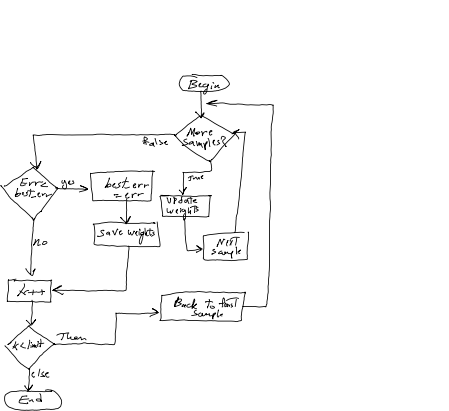 Begin
More
Samples?
False
True
Err<
best_err
yes
best_err
= err
update
weights
save weights
no
Next
sample
k++
Back to first
sample
k<limit
Then
else
End